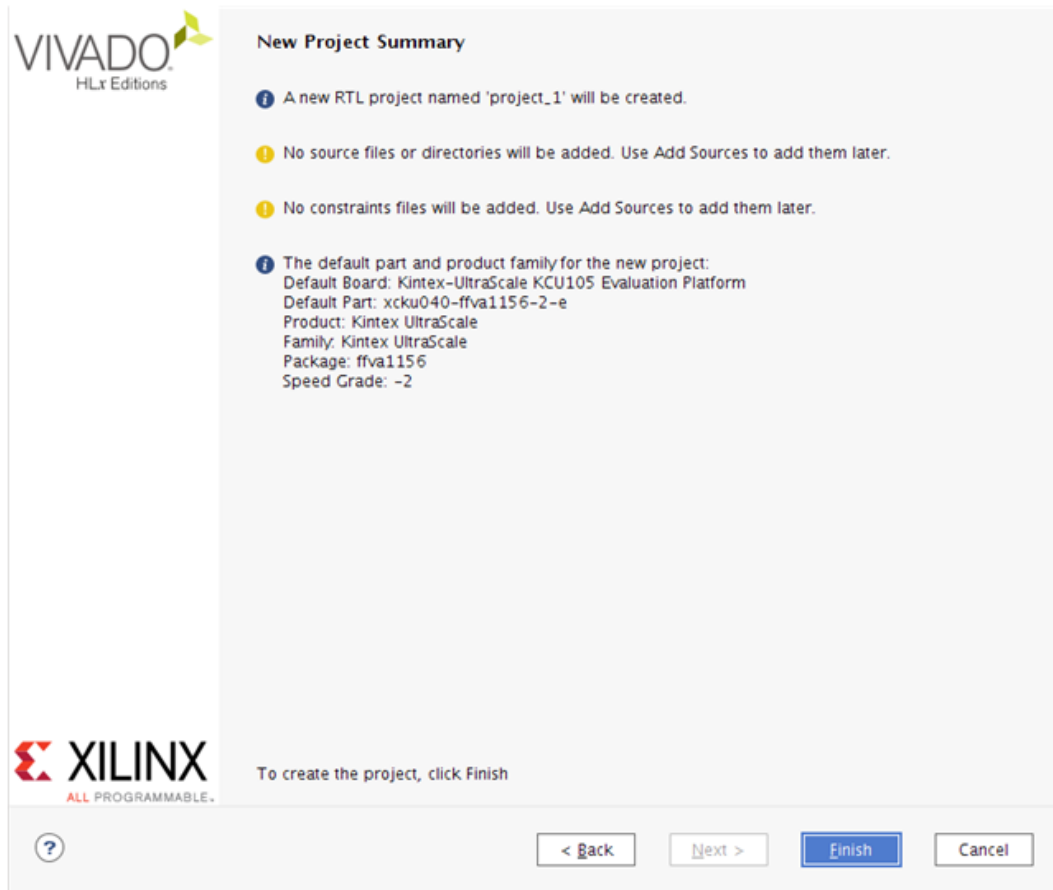 VIVADO.
HLx Editions
New Project Summary
A new RTL project named 'project_1' will be created.
No source files or directories will be added. Use Add Sources to add them later.
No constraints files will be added. Use Add Sources to add them later.
The default part and product family for the new project:
Default Board: Kintex-UltraScale KCU105 Evaluation Platform
Default Part: xcku040-ffva1156-2-e
Product: Kintex UltraScale
Family: Kintex UltraScale
Package: ffva1156
Speed Grade: -2
XILINX
ALL PROGRAMMABLE.
To create the project, click Finish
?
< Back
Next >
Finish
Cancel